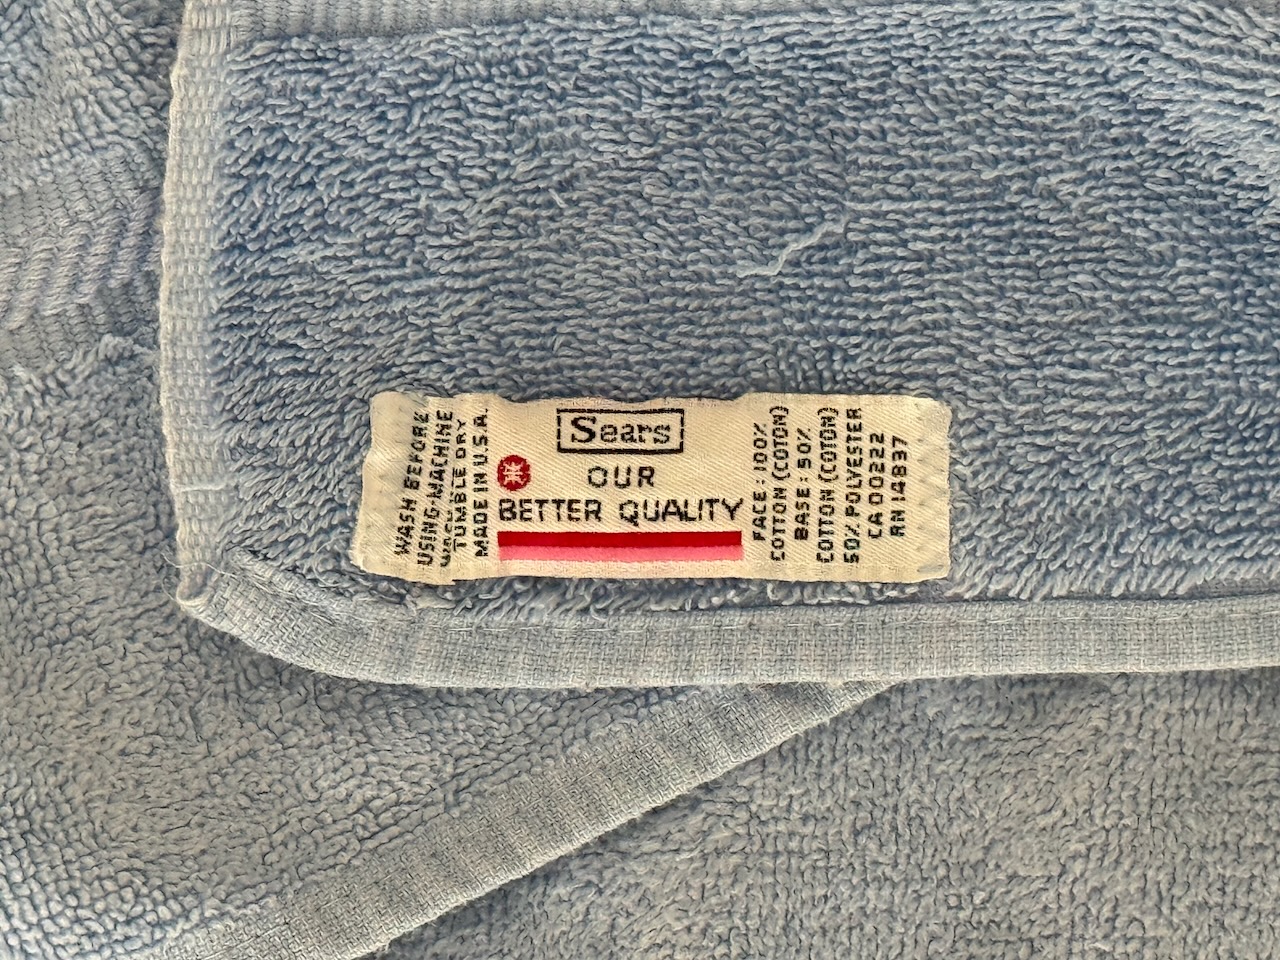 WASH BEFORE
USING-MACHINE
TUMBLE DRY
MADE IN U.S.A.
Sears
OUR
BETTER QUALITY
FACE : 100%
COTTON (COTON)
BASE : 50%
COTTON (COTON)
50% POLYESTER
CA 00222
RN 14837